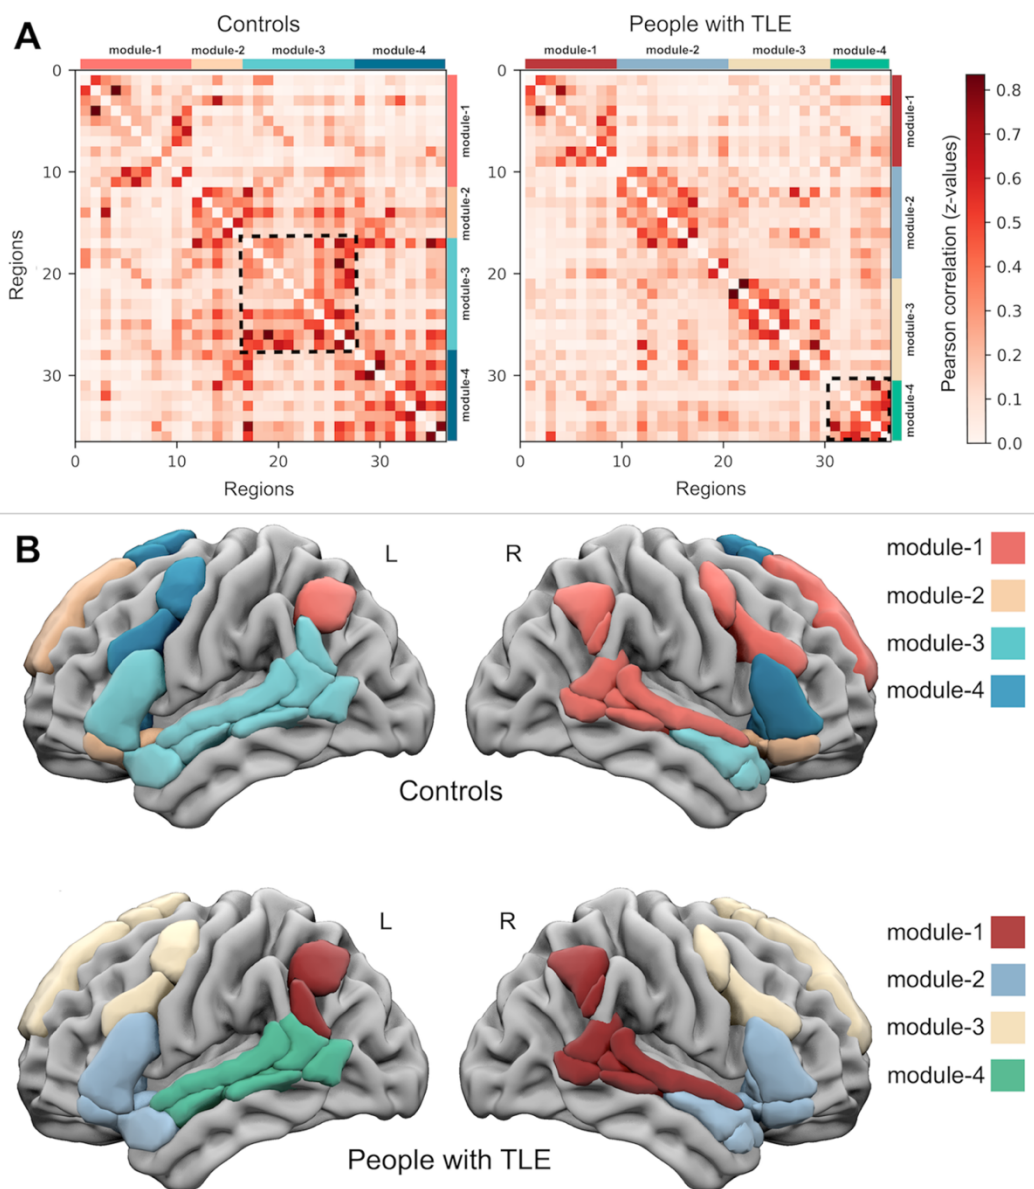 A
Controls
People with TLE
module-1 module-2 module-3 module-4
module-1 module-2 module-3 module-4
0
10
20
30
Regions
module-1
module-2
module-3
module-4
0 10 20 30
Regions
0
10
20
30
module-1
module-2
module-3
module-4
0 10 20 30
Regions
0.8
0.7
0.6
0.5
0.4
0.3
0.2
0.1
0.0
Pearson correlation (z-values)
B
L
R
module-1
module-2
module-3
module-4
Controls
L
R
module-1
module-2
module-3
module-4
People with TLE